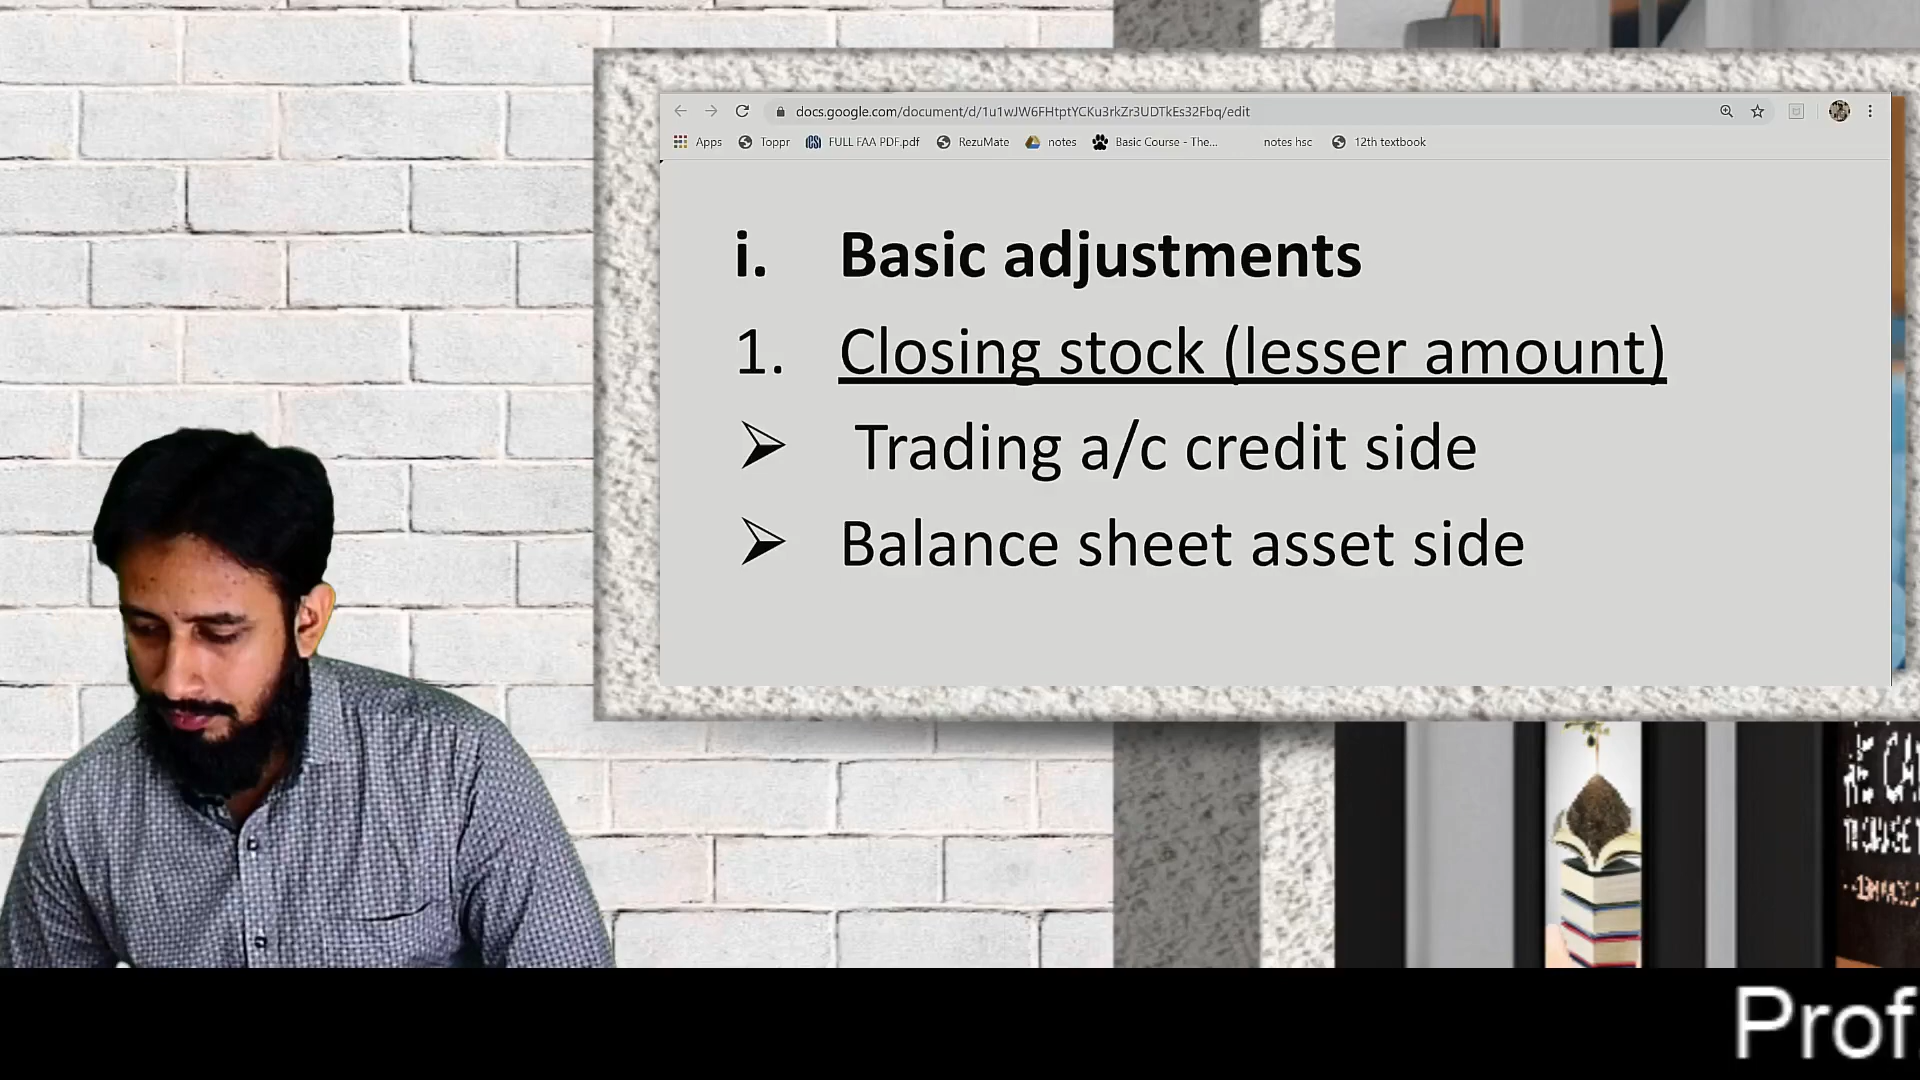 docs.google.com/document/d/1u1wJW6FHtptYCKu3rkZr3UDTkEs32Fbq/edit
Apps Toppr FULL FAA PDF.pdf RezuMate notes Basic Course - The... notes hsc 12th textbook
i. Basic adjustments
1. Closing stock (lesser amount)
➢ Trading a/c credit side
➢ Balance sheet asset side
Prof